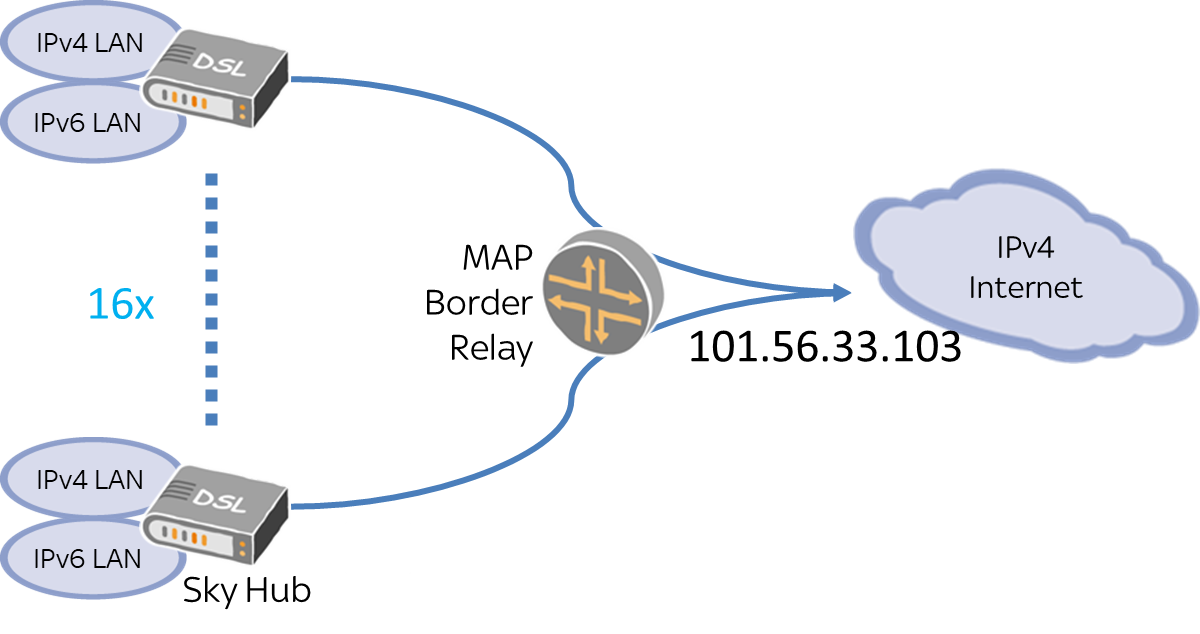 IPv4 LAN
DSL
IPv6 LAN
16x
MAP
Border
Relay
IPv4
Internet
101.56.33.103
IPv4 LAN
DSL
IPv6 LAN
Sky Hub